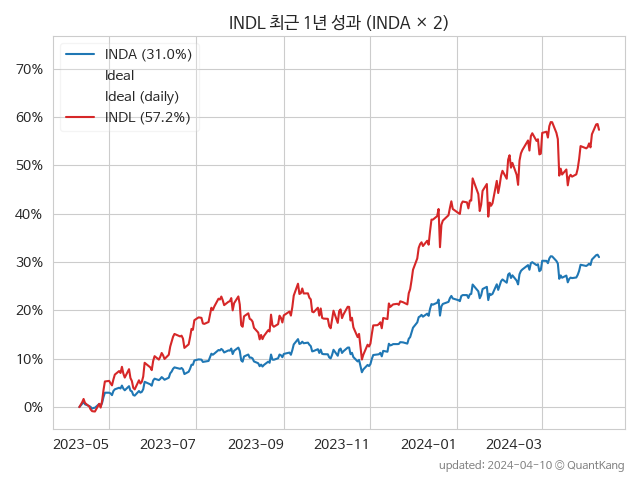 INDL 최근 1년 성과 (INDA × 2)
INDA (31.0%)
Ideal
Ideal (daily)
INDL (57.2%)
70%
60%
50%
40%
30%
20%
10%
0%
2023-05 2023-07 2023-09 2023-11 2024-01 2024-03
updated: 2024-04-10 © QuantKang